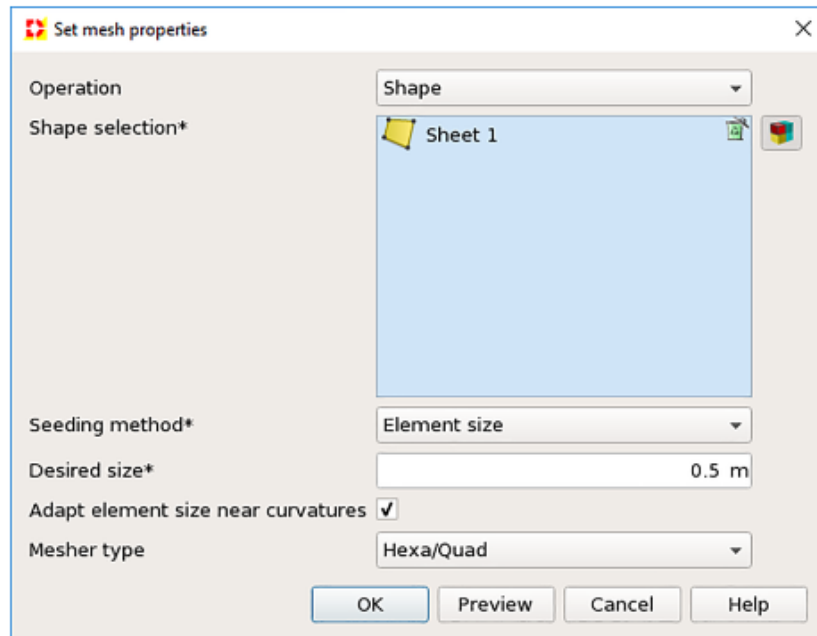 Set mesh properties
Operation Shape
Shape selection* Sheet 1
Seeding method* Element size
Desired size* 0.5 m
Adapt element size near curvatures
Mesher type Hexa/Quad
OK Preview Cancel Help